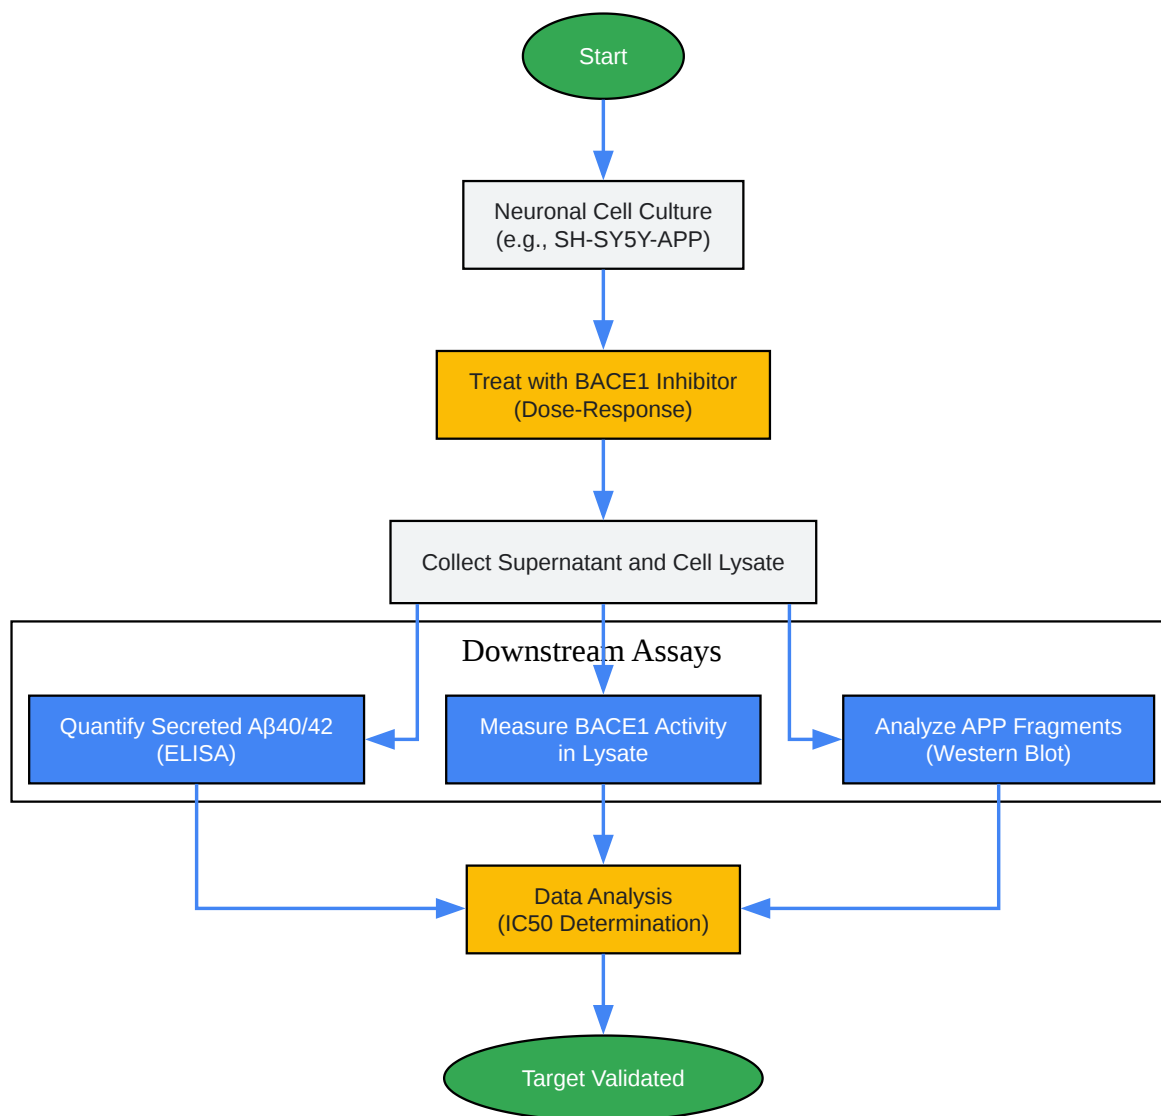 Start
Neuronal Cell Culture
(e.g., SH-SY5Y-APP)
Treat with BACE1 Inhibitor
(Dose-Response)
Collect Supernatant and Cell Lysate
Downstream Assays
Quantify Secreted Aβ40/42
(ELISA)
Measure BACE1 Activity
in Lysate
Analyze APP Fragments
(Western Blot)
Data Analysis
(IC50 Determination)
Target Validated